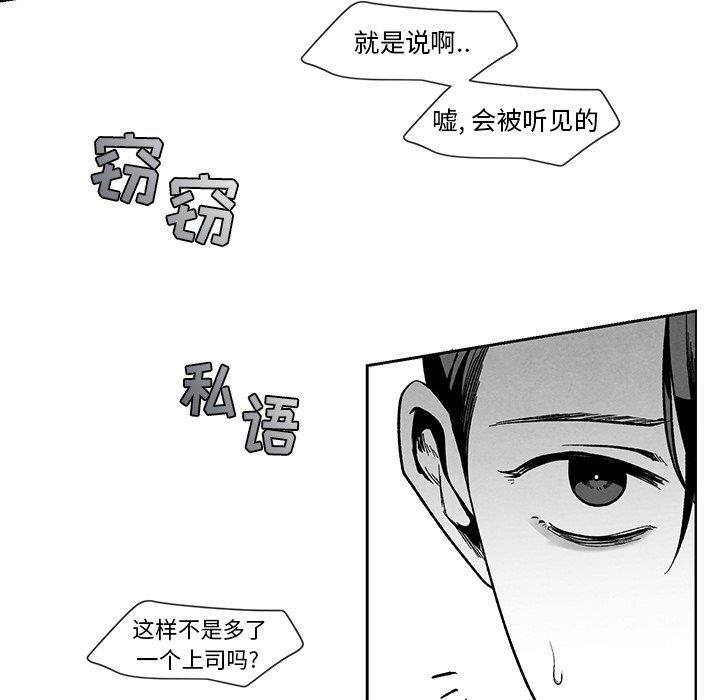 就是说啊..
嘘, 会被听见的
窃窃
私语
这样不是多了
一个上司吗?